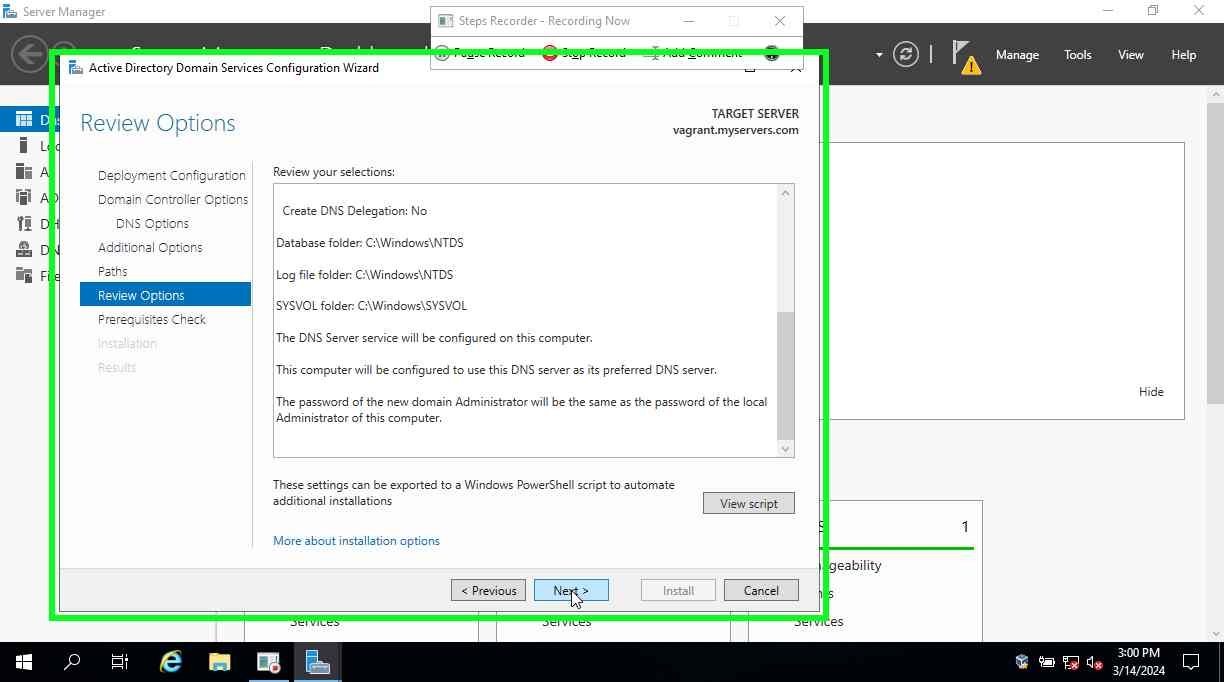 Server Manager
Steps Recorder - Recording Now
Pause Record
Stop Record
Add Comment
Manage
Tools
View
Help
Active Directory Domain Services Configuration Wizard
Review Options
TARGET SERVER
vagrant.myservers.com
Deployment Configuration
Domain Controller Options
DNS Options
Additional Options
Paths
Review Options
Prerequisites Check
Installation
Results
Review your selections:
Create DNS Delegation: No
Database folder: C:\Windows\NTDS
Log file folder: C:\Windows\NTDS
SYSVOL folder: C:\Windows\SYSVOL
The DNS Server service will be configured on this computer.
This computer will be configured to use this DNS server as its preferred DNS server.
The password of the new domain Administrator will be the same as the password of the local
Administrator of this computer.
These settings can be exported to a Windows PowerShell script to automate
additional installations
View script
More about installation options
< Previous
Next >
Install
Cancel
Hide
1
Services
Services
Services
3:00 PM
3/14/2024